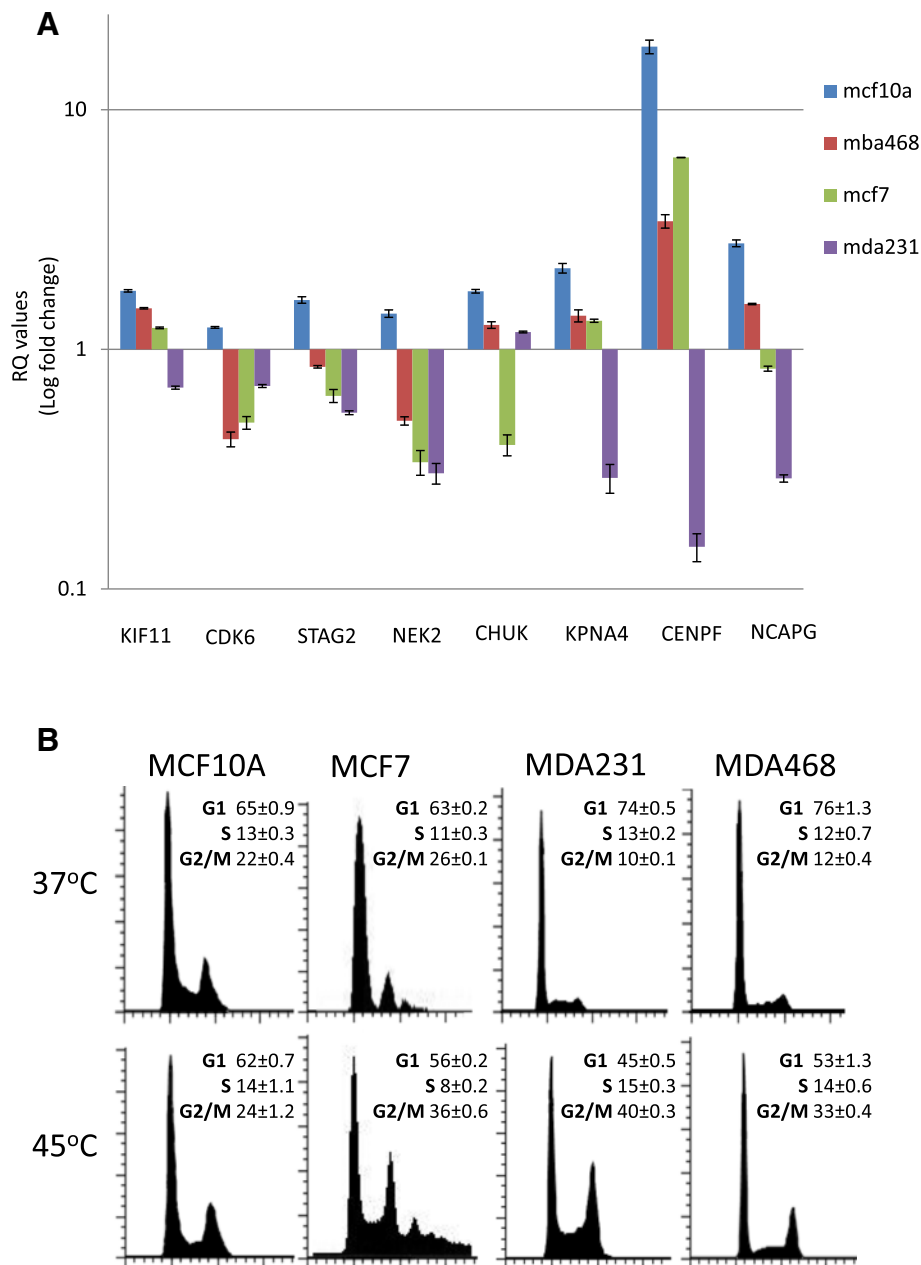 A
RQ values
(Log fold change)
10
1
0.1
mcf10a
mba468
mcf7
mda231
KIF11 CDK6 STAG2 NEK2 CHUK KPNA4 CENPF NCAPG
B
MCF10A MCF7 MDA231 MDA468
37°C
G1 65±0.9
S 13±0.3
G2/M 22±0.4
G1 63±0.2
S 11±0.3
G2/M 26±0.1
G1 74±0.5
S 13±0.2
G2/M 10±0.1
G1 76±1.3
S 12±0.7
G2/M 12±0.4
45°C
G1 62±0.7
S 14±1.1
G2/M 24±1.2
G1 56±0.2
S 8±0.2
G2/M 36±0.6
G1 45±0.5
S 15±0.3
G2/M 40±0.3
G1 53±1.3
S 14±0.6
G2/M 33±0.4